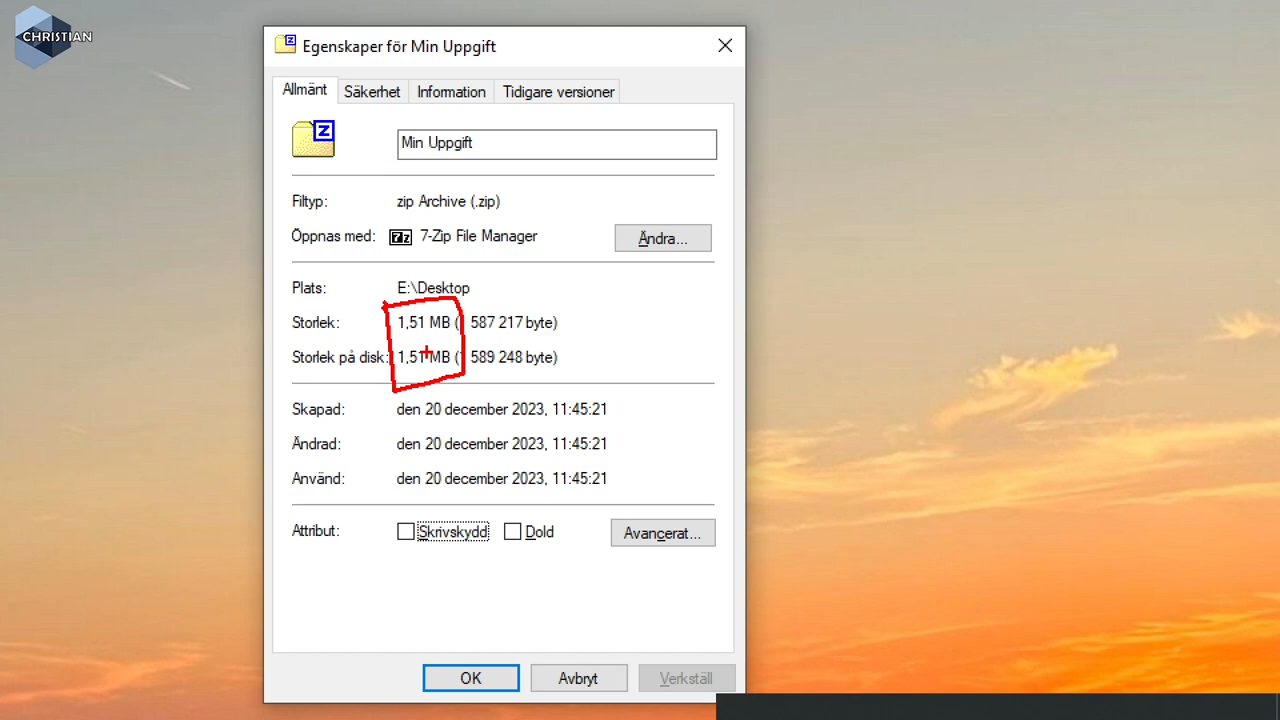 CHRISTIAN
Egenskaper för Min Uppgift
Allmänt Säkerhet Information Tidigare versioner
Min Uppgift
Filtyp: zip Archive (.zip)
Öppnas med: 7z 7-Zip File Manager Ändra...
Plats: E:\Desktop
Storlek: 1,51 MB ( 587 217 byte)
Storlek på disk: 1,51 MB ( 589 248 byte)
Skapad: den 20 december 2023, 11:45:21
Ändrad: den 20 december 2023, 11:45:21
Använd: den 20 december 2023, 11:45:21
Attribut: Skrivskydd Dold Avancerat...
OK Avbryt Verkställ